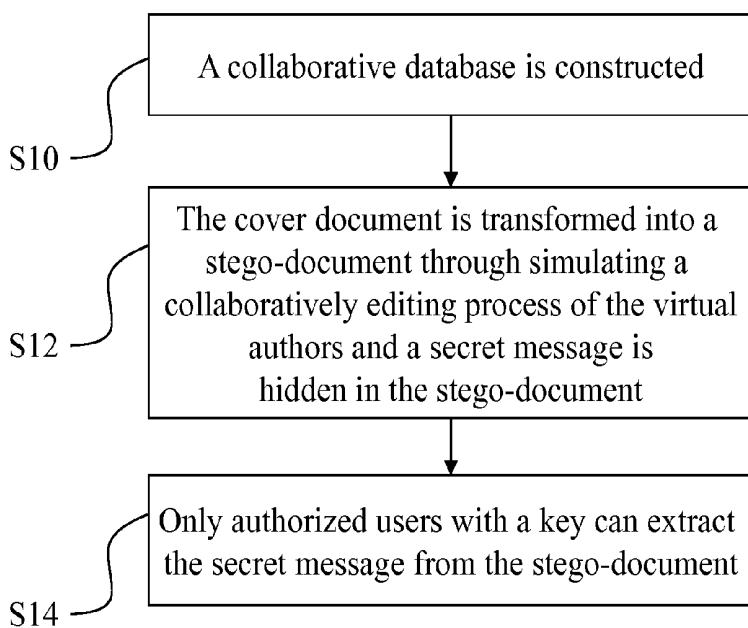 A collaborative database is constructed
S10
The cover document is transformed into a
stego-document through simulating a
collaboratively editing process of the virtual
authors and a secret message is
hidden in the stego-document
S12
Only authorized users with a key can extract
the secret message from the stego-document
S14